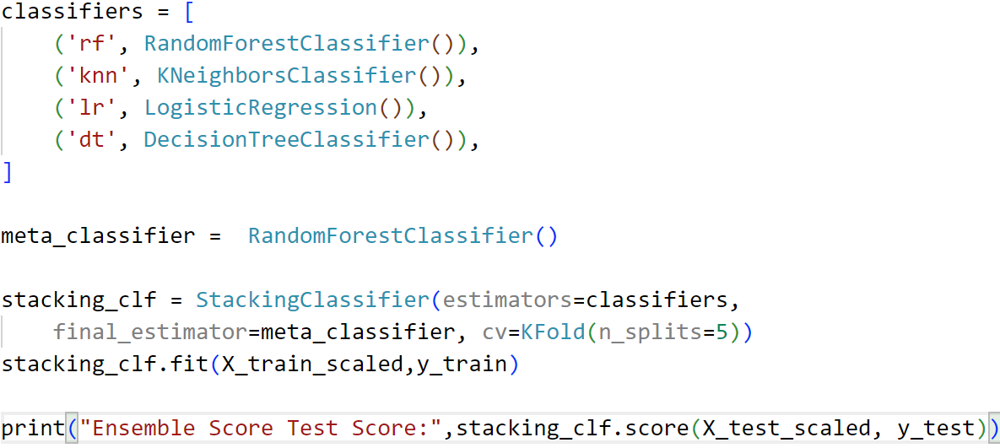 classifiers = [
    ('rf', RandomForestClassifier()),
    ('knn', KNeighborsClassifier()),
    ('lr', LogisticRegression()),
    ('dt', DecisionTreeClassifier()),
]
meta_classifier =  RandomForestClassifier()
stacking_clf = StackingClassifier(estimators=classifiers,
    final_estimator=meta_classifier, cv=KFold(n_splits=5))
stacking_clf.fit(X_train_scaled,y_train)
print("Ensemble Score Test Score:",stacking_clf.score(X_test_scaled, y_test))